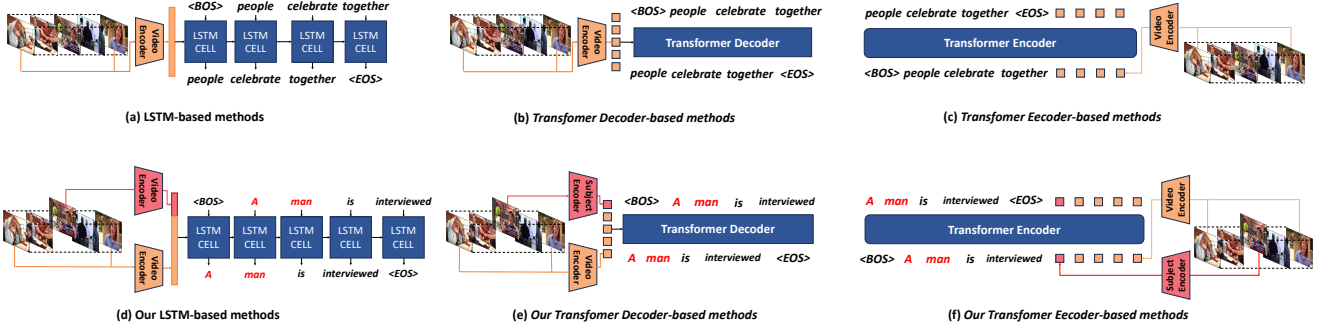 <BOS> people celebrate together
Video Encoder
LSTM CELL LSTM CELL LSTM CELL LSTM CELL
people celebrate together <EOS>
(a) LSTM-based methods
<BOS> people celebrate together
Video Encoder
Transformer Decoder
people celebrate together <EOS>
(b) Transfomer Decoder-based methods
people celebrate together <EOS>
Video Encoder
Transformer Encoder
<BOS> people celebrate together
(c) Transfomer Eecoder-based methods
Video Encoder
<BOS> A man is interviewed
LSTM CELL LSTM CELL LSTM CELL LSTM CELL LSTM CELL
Video Encoder
A man is interviewed <EOS>
(d) Our LSTM-based methods
Subject Encoder
<BOS> A man is interviewed
Transformer Decoder
Video Encoder
A man is interviewed <EOS>
(e) Our Transfomer Decoder-based methods
A man is interviewed <EOS>
Video Encoder
Transformer Encoder
<BOS> A man is interviewed
Subject Encoder
(f) Our Transfomer Eecoder-based methods